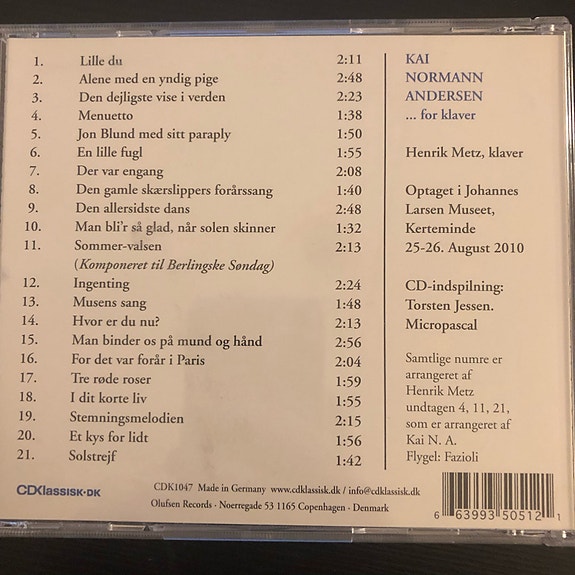 1. Lille du 2:11
2. Alene med en yndig pige 2:48
3. Den dejligste vise i verden 2:23
4. Menuetto 1:38
5. Jon Blund med sitt paraply 1:50
6. En lille fugl 1:55
7. Der var engang 2:08
8. Den gamle skærslippers forårssang 1:40
9. Den allersidste dans 2:48
10. Man bli'r så glad, når solen skinner 1:32
11. Sommer-valsen 2:13
(Komponeret til Berlingske Søndag)
12. Ingenting 2:24
13. Musens sang 1:48
14. Hvor er du nu? 2:13
15. Man binder os på mund og hånd 2:56
16. For det var forår i Paris 2:04
17. Tre røde roser 1:59
18. I dit korte liv 1:55
19. Stemningsmelodien 2:15
20. Et kys for lidt 1:56
21. Solstrejf 1:42
KAI
NORMANN
ANDERSEN
... for klaver
Henrik Metz, klaver
Optaget i Johannes
Larsen Museet,
Kerteminde
25-26. August 2010
CD-indspilning:
Torsten Jessen.
Micropascal
Samtlige numre er
arrangeret af
Henrik Metz
undtagen 4, 11, 21,
som er arrangeret af
Kai N. A.
Flygel: Fazioli
CDKlassisk·DK
CDK1047 Made in Germany www.cdklassisk.dk / info@cdklassisk.dk
Olufsen Records · Noerregade 53 1165 Copenhagen · Denmark
6 63993 50512 1